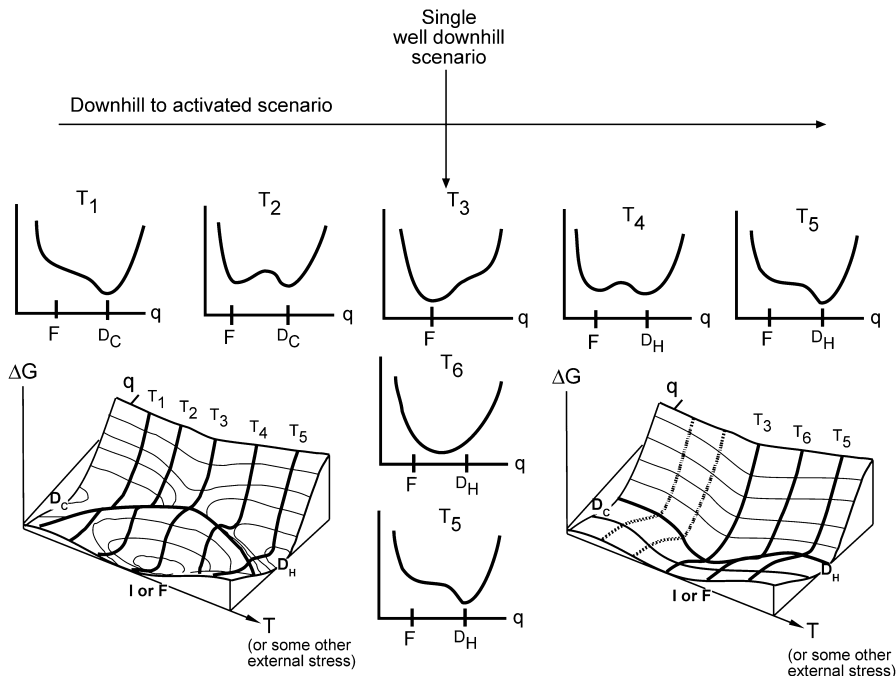 Single
well downhill
scenario
Downhill to activated scenario
T1
F
DC
q
T2
F
DC
q
T3
F
q
T4
F
DH
q
T5
F
DH
q
T6
F
DH
q
T5
F
DH
q
ΔG
q
T1
T2
T3
T4
T5
DC
DH
I or F
T
(or some other
external stress)
ΔG
q
T3
T6
T5
DC
DH
I or F
T
(or some other
external stress)